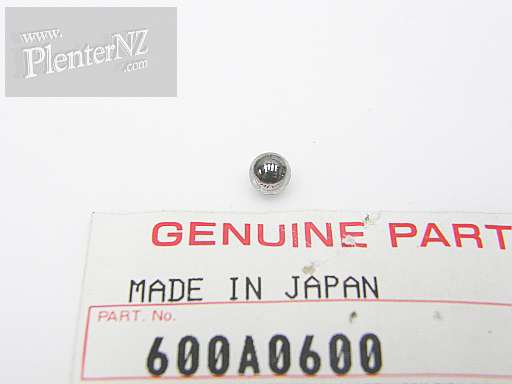 www.
PlenterNZ
.com
GENUINE PART
MADE IN JAPAN
PART. No.
600A0600